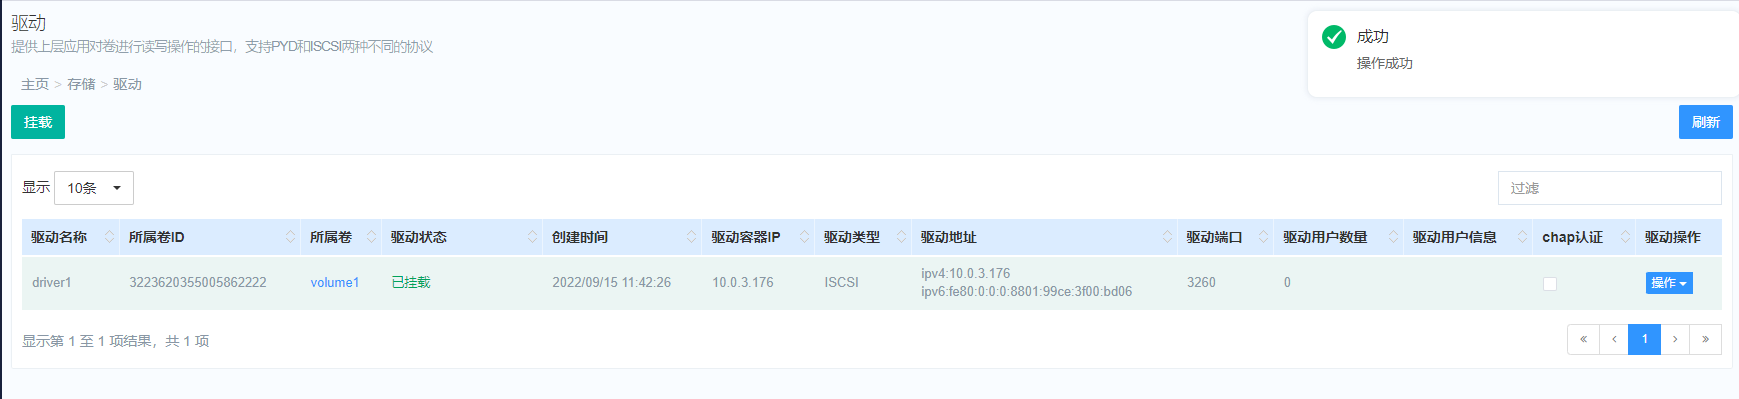 驱动
提供上层应用对卷进行读写操作的接口，支持PYD和ISCSI两种不同的协议
成功
操作成功
主页 > 存储 > 驱动
挂载
刷新
显示 10条
过滤
驱动名称 所属卷ID 所属卷 驱动状态 创建时间 驱动容器IP 驱动类型 驱动地址 驱动端口 驱动用户数量 驱动用户信息 chap认证 驱动操作
driver1 3223620355005862222 volume1 已挂载 2022/09/15 11:42:26 10.0.3.176 ISCSI ipv4:10.0.3.176 3260 0 操作
ipv6:fe80:0:0:0:8801:99ce:3f00:bd06
显示第 1 至 1 项结果，共 1 项
« ‹ 1 › »